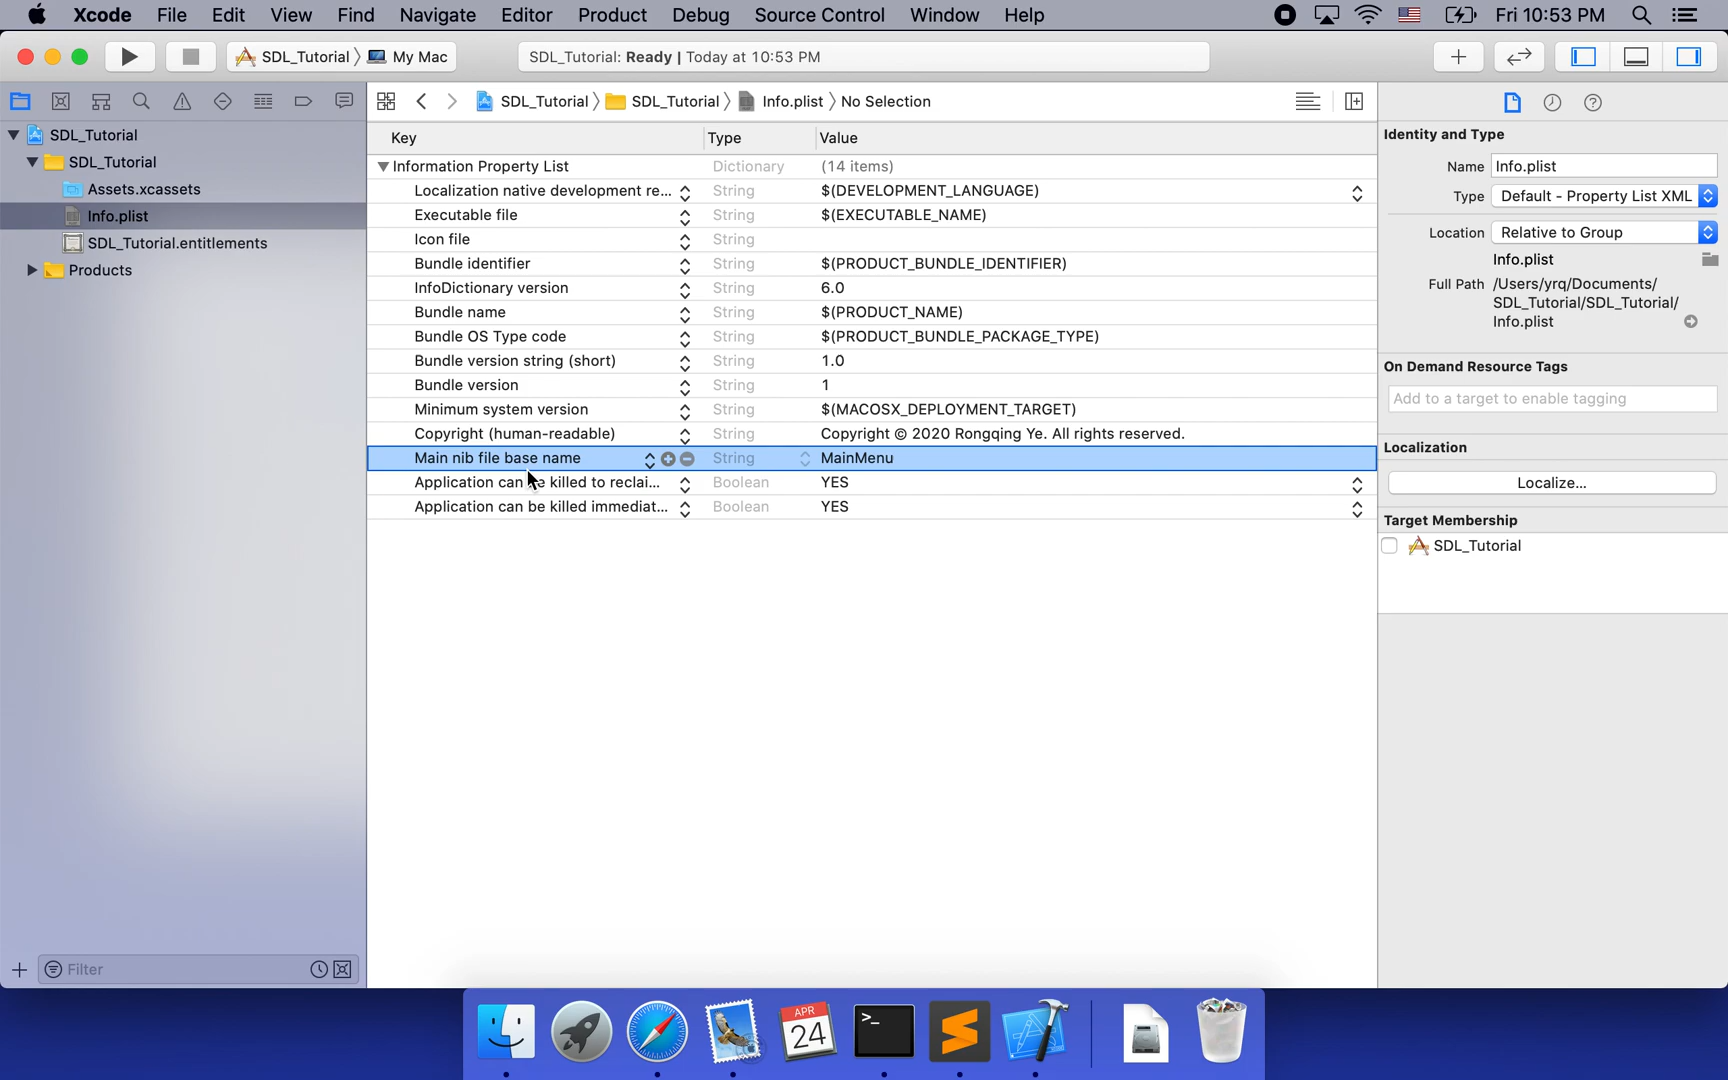 Xcode File Edit View Find Navigate Editor Product Debug Source Control Window Help Fri 10:53 PM
SDL_Tutorial My Mac SDL_Tutorial: Ready | Today at 10:53 PM
SDL_Tutorial SDL_Tutorial Info.plist No Selection
SDL_Tutorial
SDL_Tutorial
Assets.xcassets
Info.plist
SDL_Tutorial.entitlements
Products
Filter
Key Type Value
Information Property List Dictionary (14 items)
Localization native development re... String $(DEVELOPMENT_LANGUAGE)
Executable file String $(EXECUTABLE_NAME)
Icon file String
Bundle identifier String $(PRODUCT_BUNDLE_IDENTIFIER)
InfoDictionary version String 6.0
Bundle name String $(PRODUCT_NAME)
Bundle OS Type code String $(PRODUCT_BUNDLE_PACKAGE_TYPE)
Bundle version string (short) String 1.0
Bundle version String 1
Minimum system version String $(MACOSX_DEPLOYMENT_TARGET)
Copyright (human-readable) String Copyright © 2020 Rongqing Ye. All rights reserved.
Main nib file base name String MainMenu
Application can be killed to reclai... Boolean YES
Application can be killed immediat... Boolean YES
Identity and Type
Name Info.plist
Type Default - Property List XML
Location Relative to Group
Info.plist
Full Path /Users/yrq/Documents/
SDL_Tutorial/SDL_Tutorial/
Info.plist
On Demand Resource Tags
Add to a target to enable tagging
Localization
Localize...
Target Membership
SDL_Tutorial
APR
24
>_